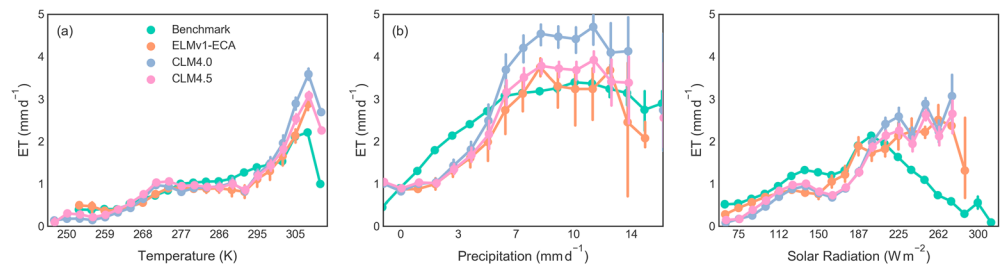 (a)
Benchmark
ELMv1-ECA
CLM4.0
CLM4.5
ET (mm d⁻¹)
5
4
3
2
1
0
250 259 268 277 286 295 305
Temperature (K)
(b)
ET (mm d⁻¹)
5
4
3
2
1
0
0 3 7 10 14
Precipitation (mm d⁻¹)
ET (mm d⁻¹)
5
4
3
2
1
0
75 112 150 187 225 262 300
Solar Radiation (W m⁻²)